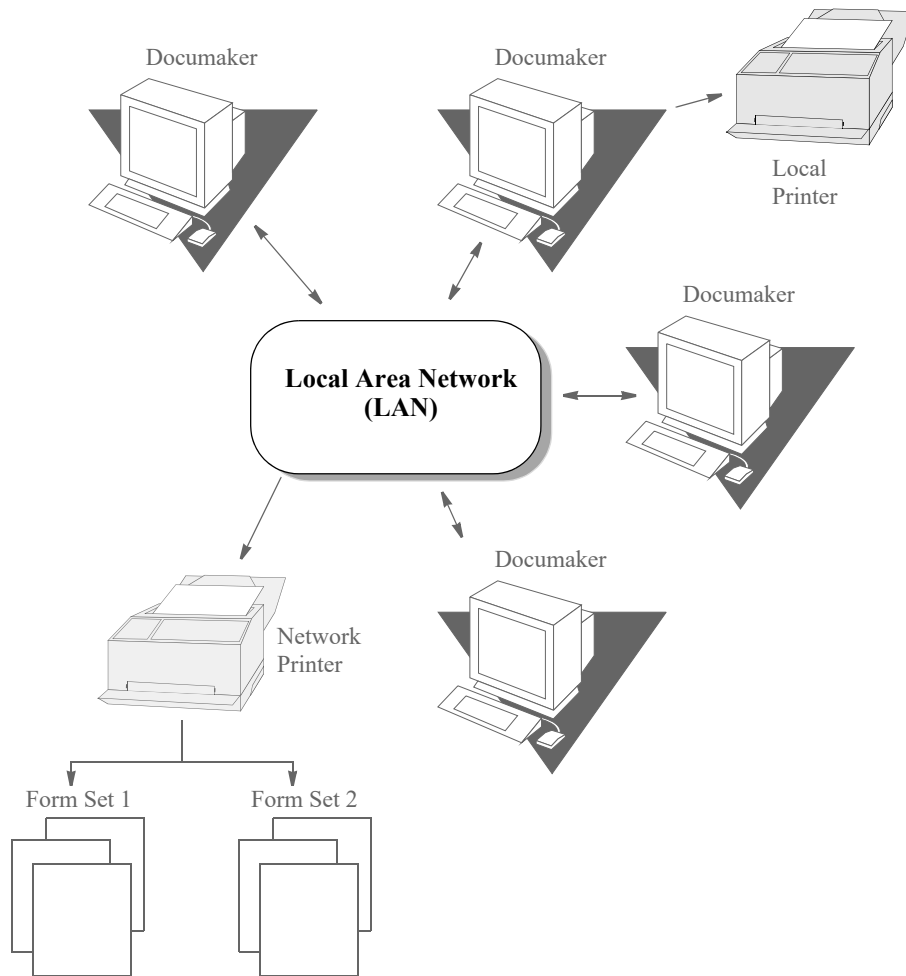 Documaker
Documaker
Local
Printer
Documaker
Local Area Network
(LAN)
Documaker
Network
Printer
Form Set 1
Form Set 2